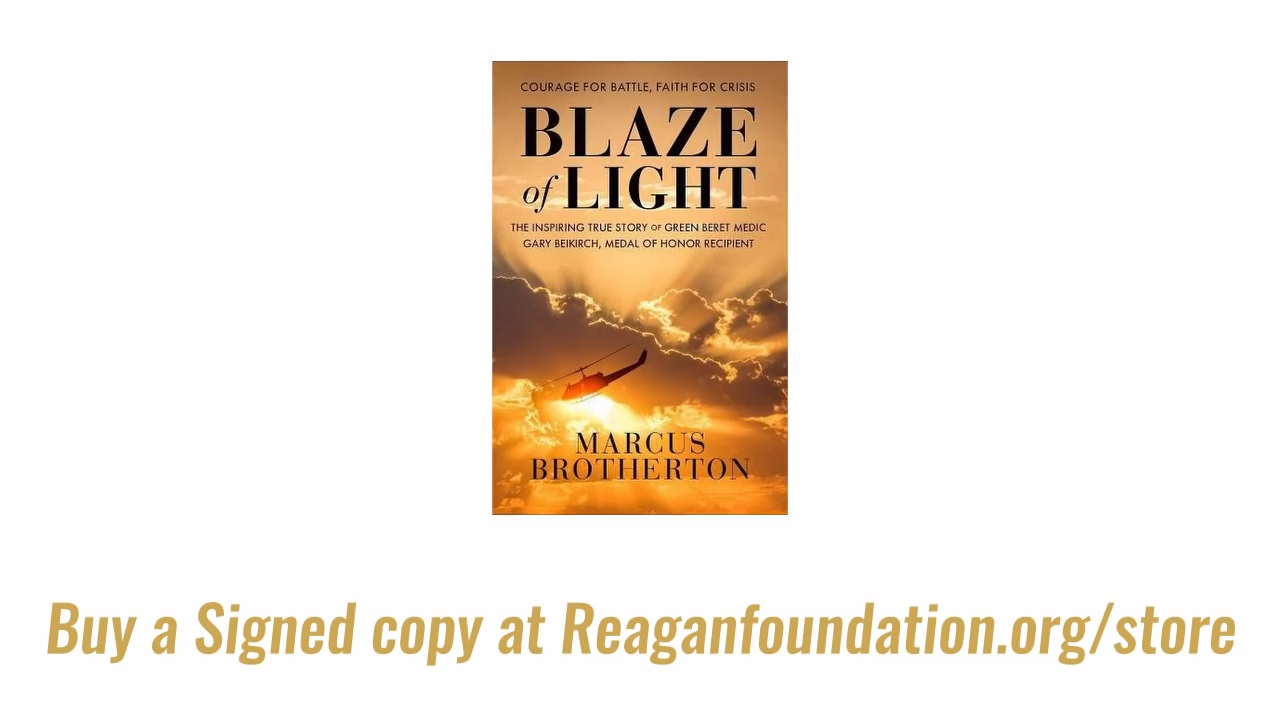 COURAGE FOR BATTLE, FAITH FOR CRISIS
BLAZE
of LIGHT
THE INSPIRING TRUE STORY OF GREEN BERET MEDIC
GARY BEIKIRCH, MEDAL OF HONOR RECIPIENT
MARCUS
BROTHERTON
Buy a Signed copy at Reaganfoundation.org/store